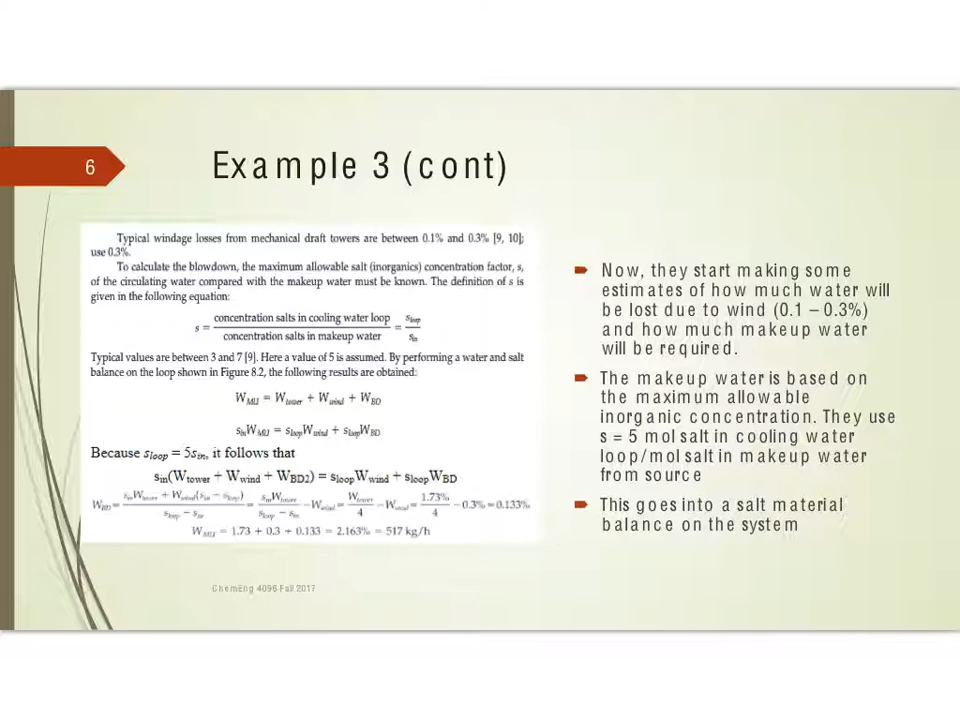 6
Example 3 (cont)
Typical windage losses from mechanical draft towers are between 0.1% and 0.3% [9, 10];
use 0.3%.
To calculate the blowdown, the maximum allowable salt (inorganics) concentration factor, s,
of the circulating water compared with the makeup water must be known. The definition of s is
given in the following equation:
s = concentration salts in cooling water loop / concentration salts in makeup water = s_loop / s_in
Typical values are between 3 and 7 [9]. Here a value of 5 is assumed. By performing a water and salt
balance on the loop shown in Figure 8.2, the following results are obtained:
W_MU = W_tower + W_wind + W_BD
s_in W_MU = s_loop W_wind + s_loop W_BD
Because s_loop = 5s_in, it follows that
s_in(W_tower + W_wind + W_BD2) = s_loop W_wind + s_loop W_BD
W_BD = (s_in W_tower + W_wind(s_in − s_loop)) / (s_loop − s_in) = s_in W_tower / (s_loop − s_in) − W_wind = W_tower / 4 − W_wind = 1.73% / 4 − 0.3% = 0.133%
W_MU = 1.73 + 0.3 + 0.133 = 2.163% = 517 kg/h
Now, they start making some
estimates of how much water will
be lost due to wind (0.1 – 0.3%)
and how much makeup water
will be required.
The makeup water is based on
the maximum allowable
inorganic concentration. They use
s = 5 mol salt in cooling water
loop/mol salt in makeup water
from source
This goes into a salt material
balance on the system
ChemEng 4096 Fall 2017